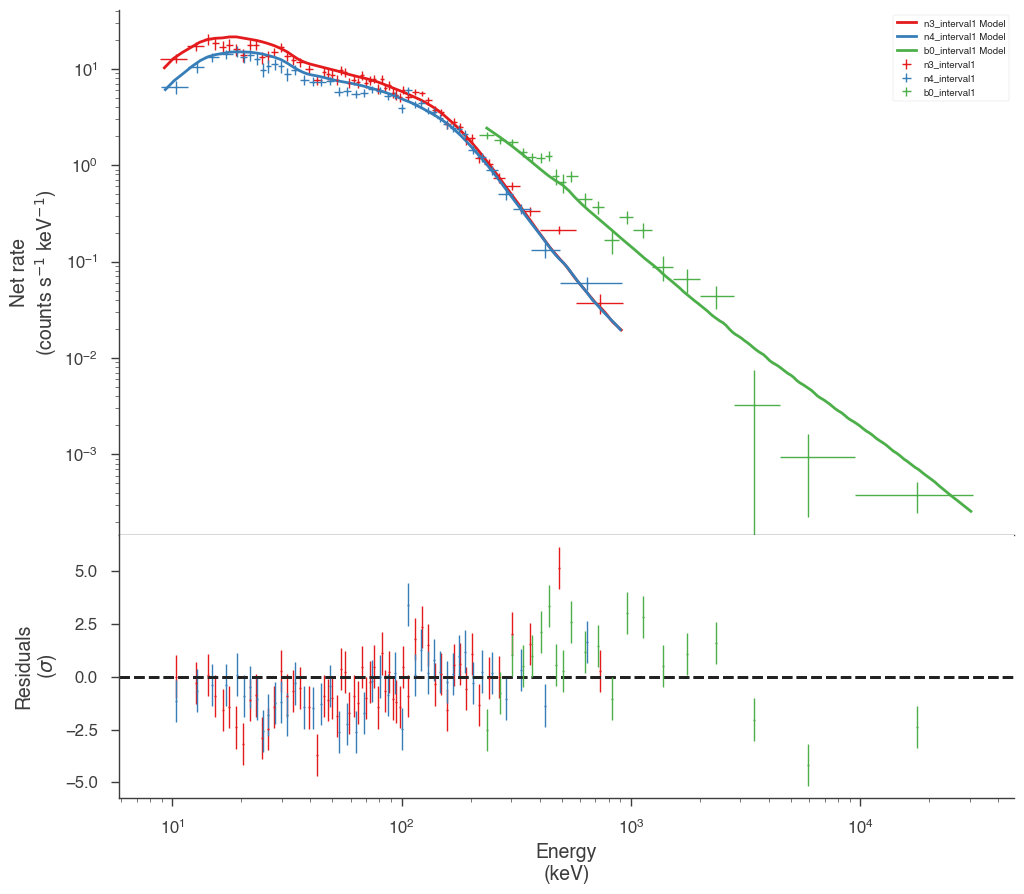 n3_interval1 Model
n4_interval1 Model
b0_interval1 Model
n3_interval1
n4_interval1
b0_interval1
Net rate
(counts s⁻¹ keV⁻¹)
10¹
10⁰
10⁻¹
10⁻²
10⁻³
Residuals
(σ)
5.0
2.5
0.0
−2.5
−5.0
10¹ 10² 10³ 10⁴
Energy
(keV)